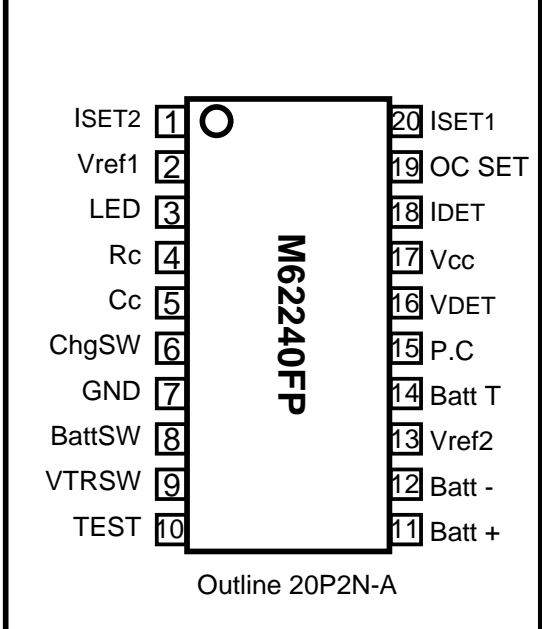 ISET2 1 20 ISET1
Vref1 2 19 OC SET
LED 3 18 IDET
Rc 4 17 Vcc
Cc 5 16 VDET
ChgSW 6 15 P.C
GND 7 14 Batt T
BattSW 8 13 Vref2
VTRSW 9 12 Batt -
TEST 10 11 Batt +
M62240FP
Outline 20P2N-A